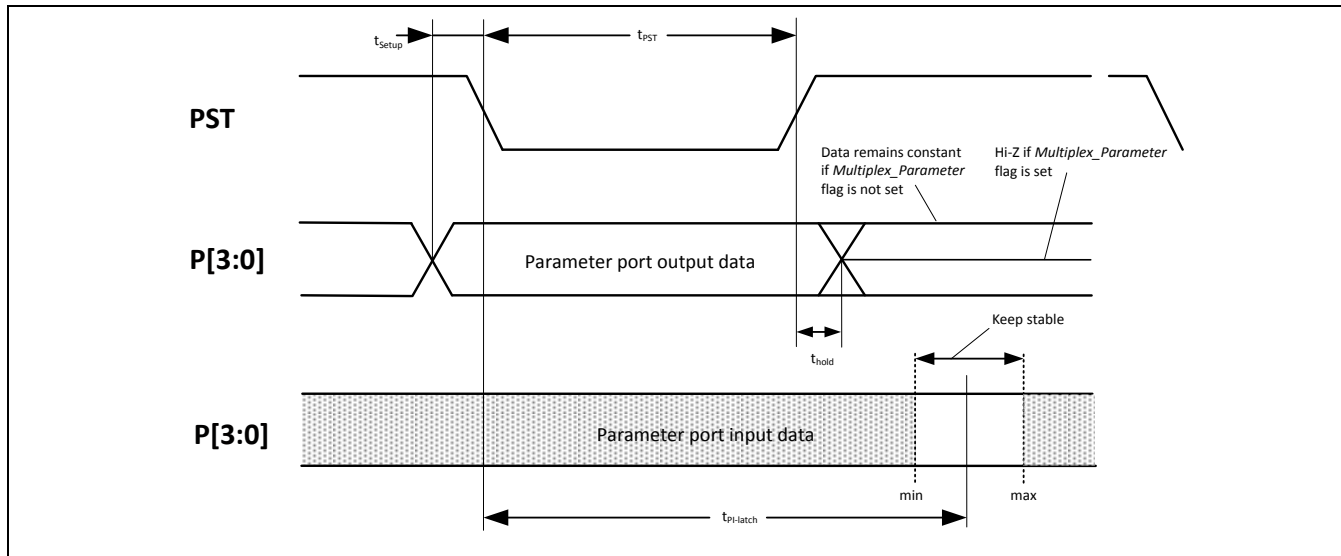 tSetup
tPST
PST
Data remains constant
if Multiplex_Parameter
flag is not set
Hi-Z if Multiplex_Parameter
flag is set
P[3:0]
Parameter port output data
Keep stable
thold
P[3:0]
Parameter port input data
min
max
tPI-latch